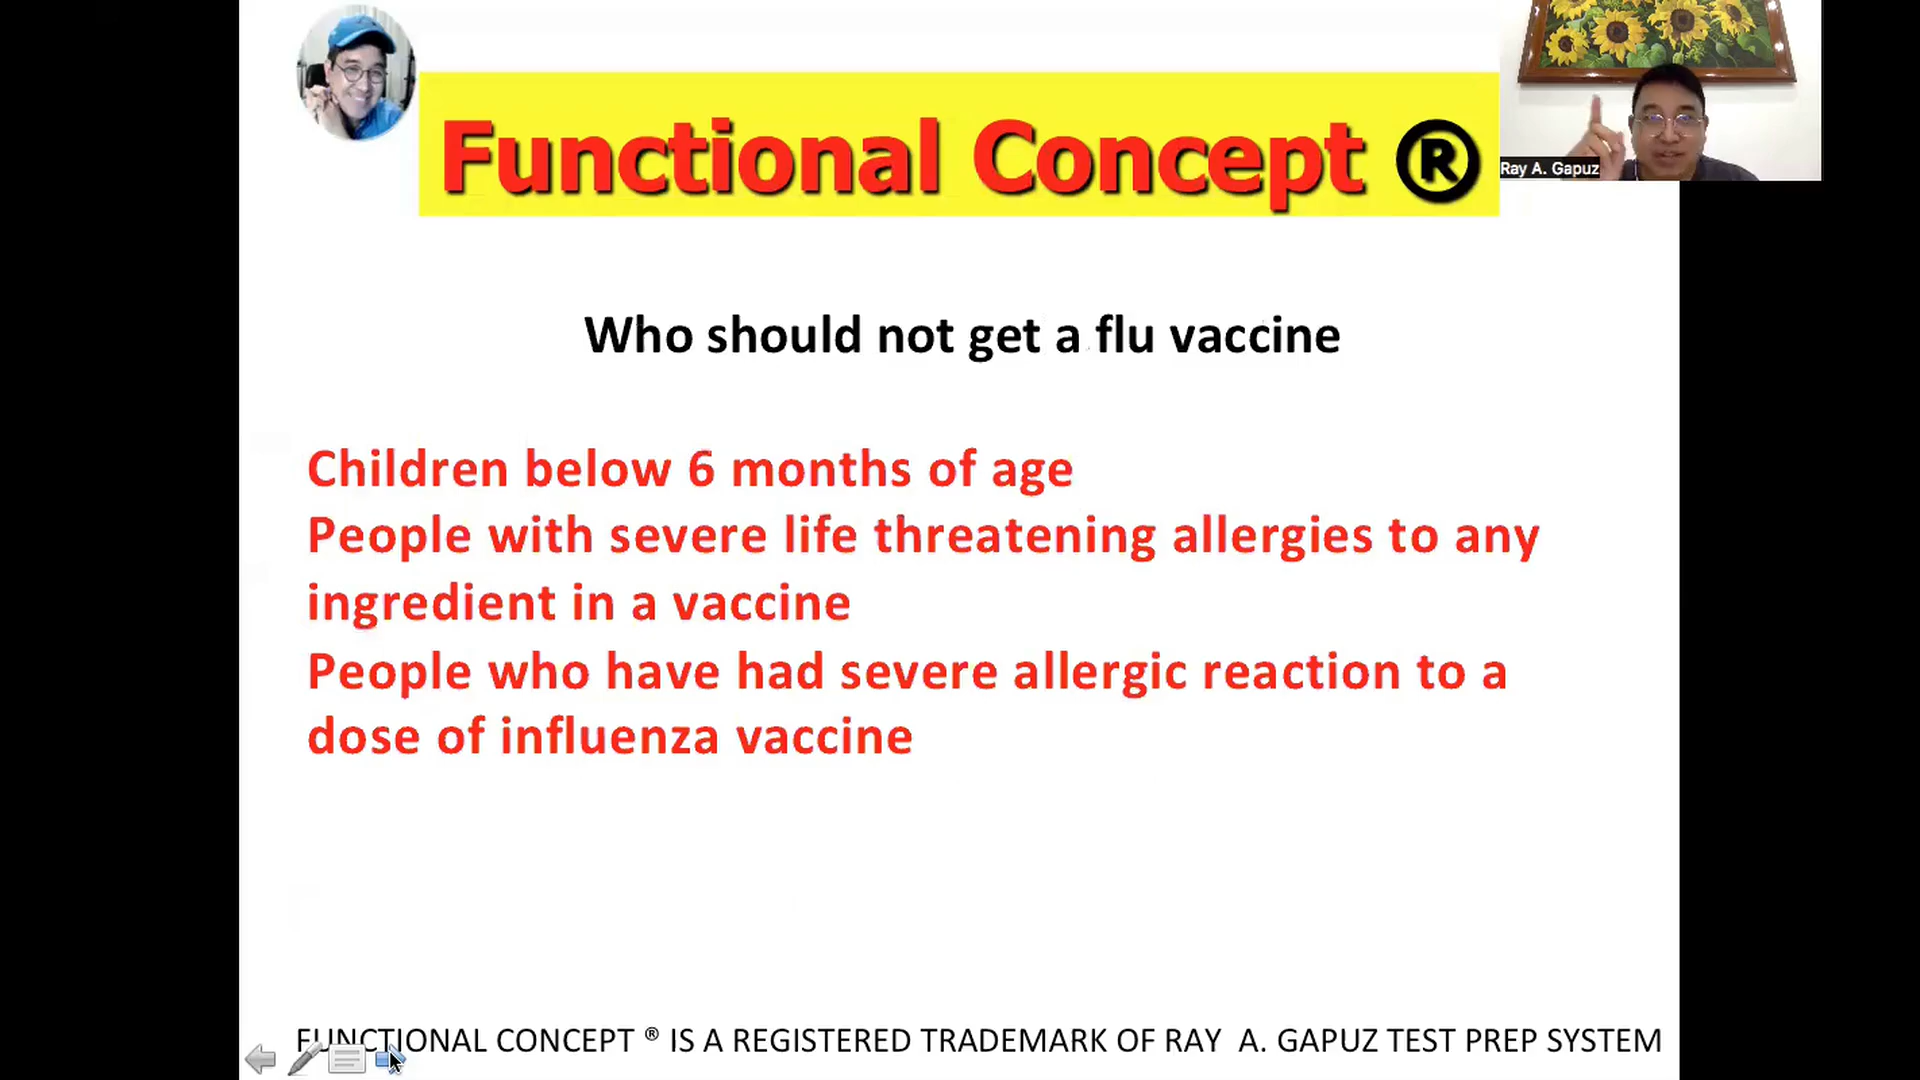 Functional Concept ®
Ray A. Gapuz
Who should not get a flu vaccine
Children below 6 months of age
People with severe life threatening allergies to any
ingredient in a vaccine
People who have had severe allergic reaction to a
dose of influenza vaccine
FUNCTIONAL CONCEPT ® IS A REGISTERED TRADEMARK OF RAY A. GAPUZ TEST PREP SYSTEM